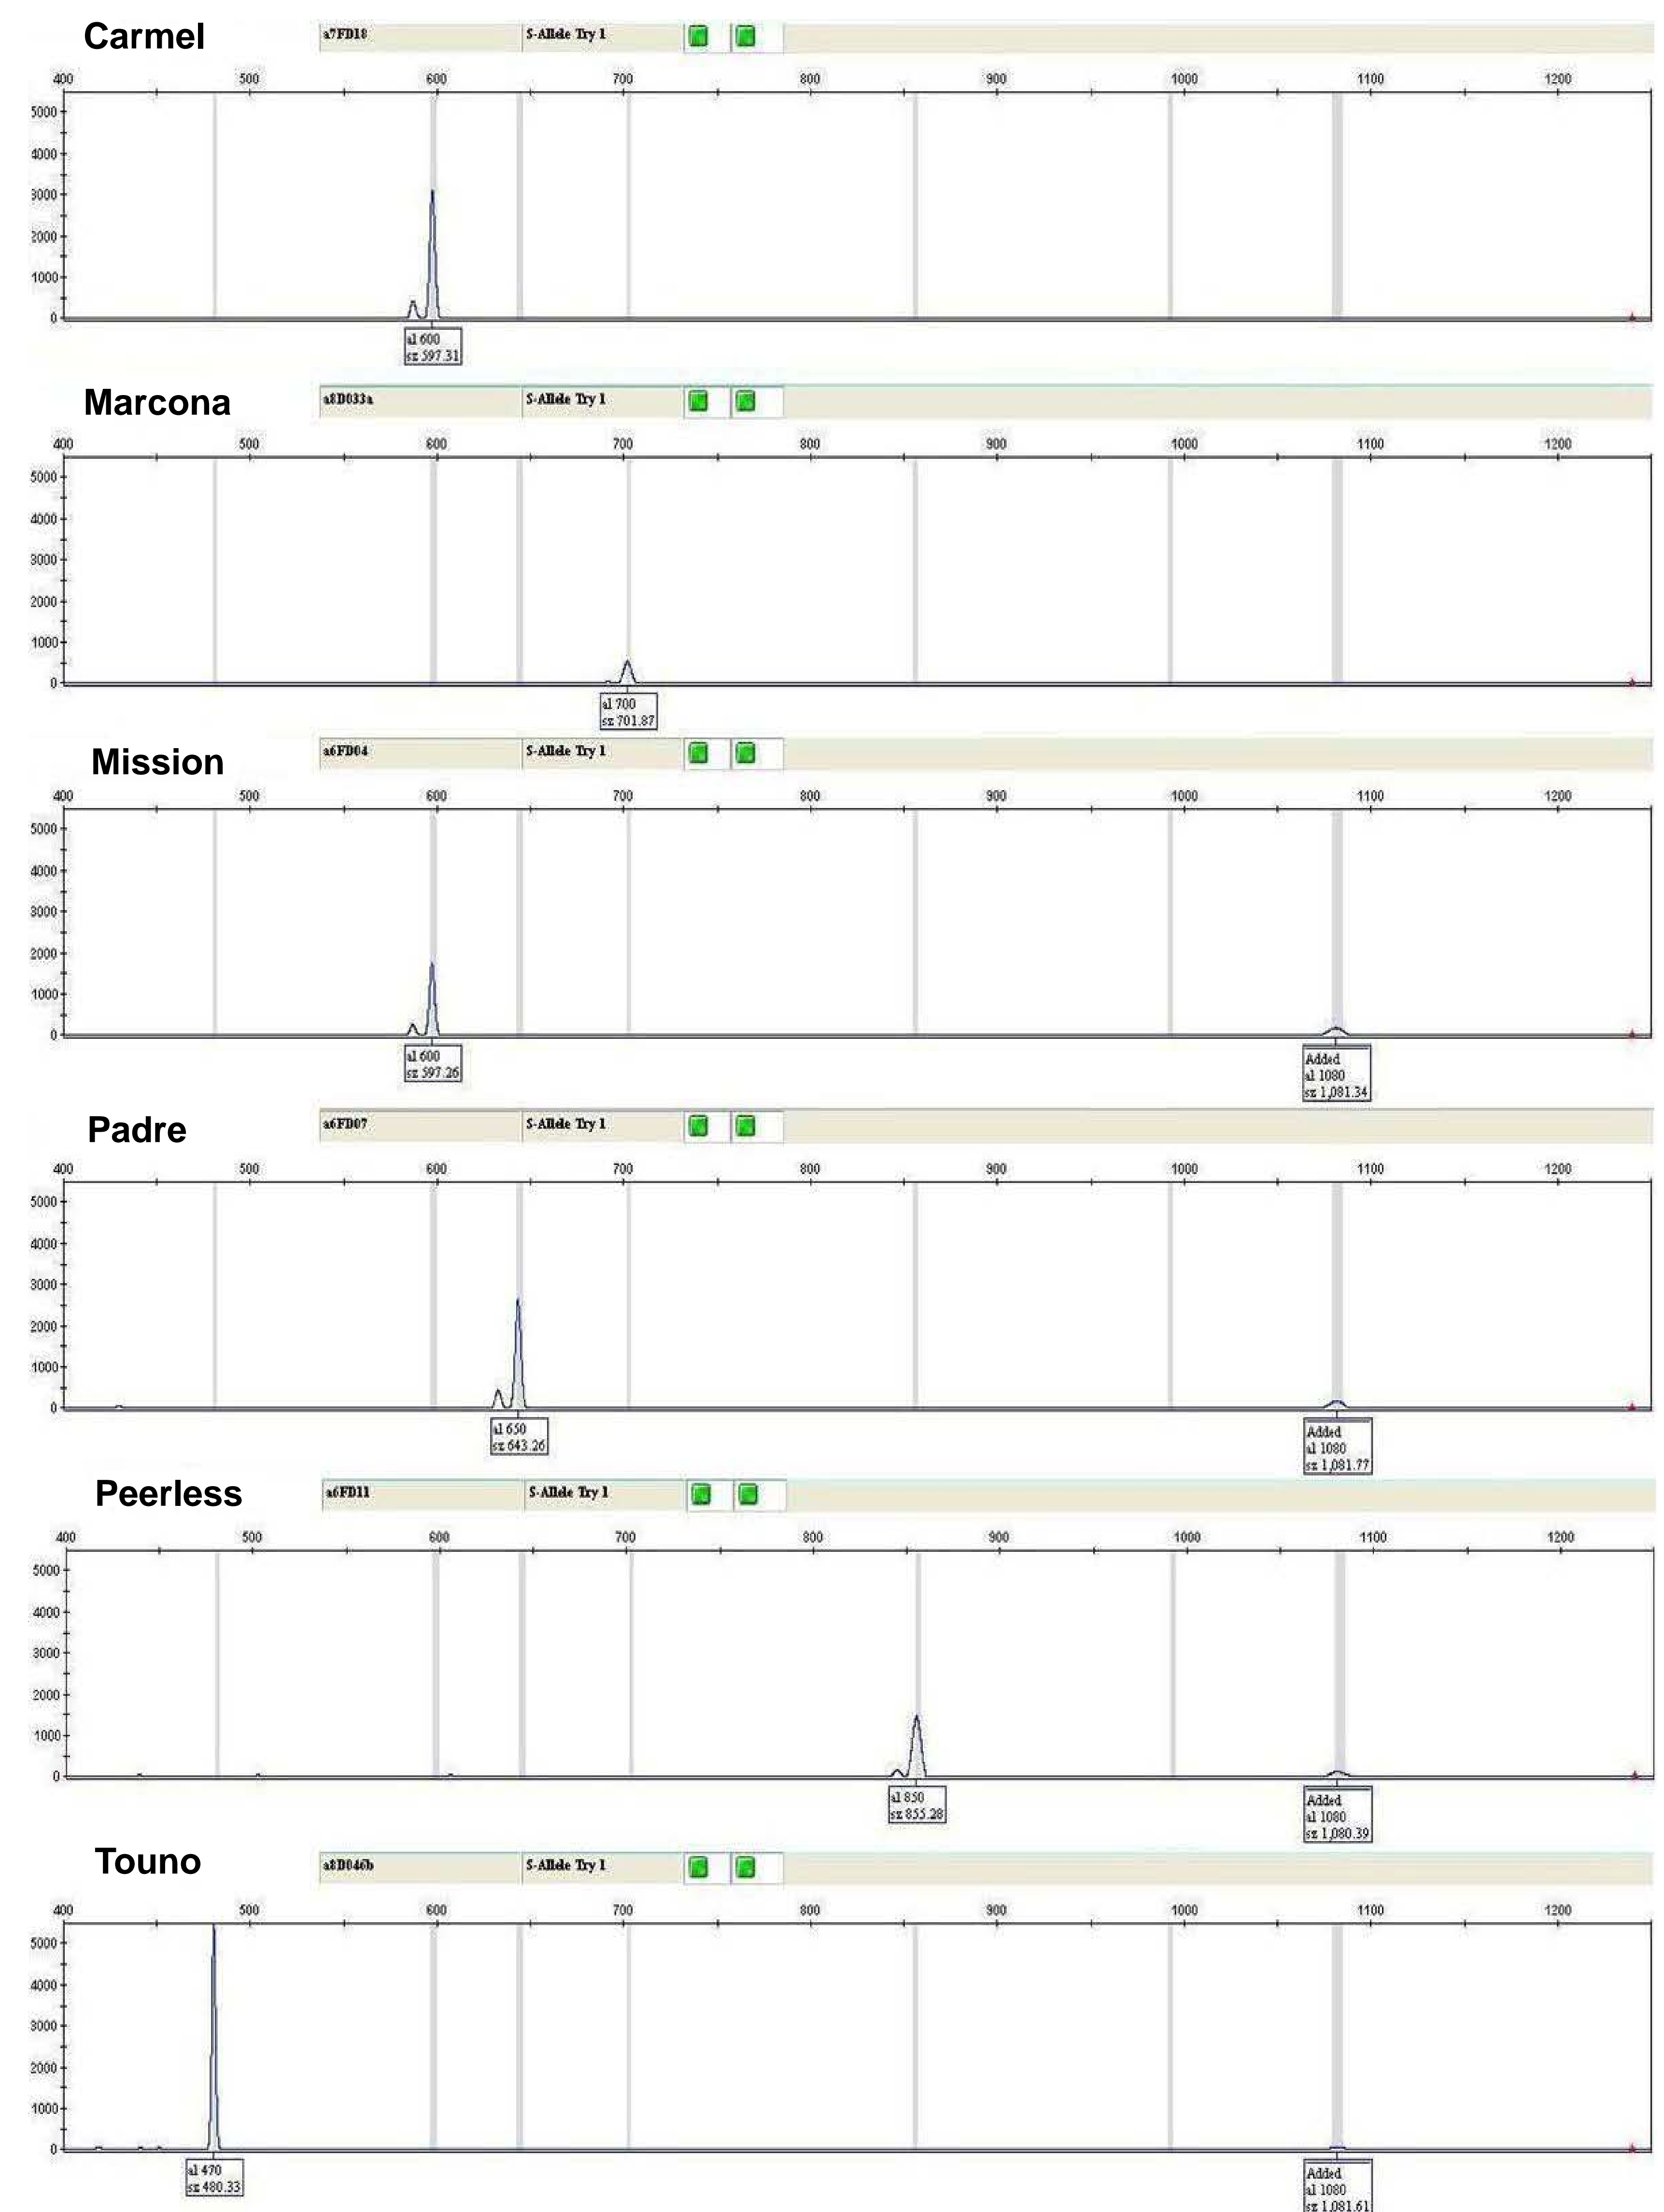 Carmel
a7FD18 S-Allele Try 1
400 500 600 700 800 900 1000 1100 1200
5000
4000
3000
2000
1000
0
al 600
sz 597.31
Marcona
a8D033a S-Allele Try 1
400 500 600 700 800 900 1000 1100 1200
5000
4000
3000
2000
1000
0
al 700
sz 701.87
Mission
a6FD04 S-Allele Try 1
400 500 600 700 800 900 1000 1100 1200
5000
4000
3000
2000
1000
0
al 600
sz 597.26
Added
al 1080
sz 1,081.34
Padre
a6FD07 S-Allele Try 1
400 500 600 700 800 900 1000 1100 1200
5000
4000
3000
2000
1000
0
al 650
sz 643.26
Added
al 1080
sz 1,081.77
Peerless
a6FD11 S-Allele Try 1
400 500 600 700 800 900 1000 1100 1200
5000
4000
3000
2000
1000
0
al 850
sz 855.28
Added
al 1080
sz 1,080.39
Touno
a8D046b S-Allele Try 1
400 500 600 700 800 900 1000 1100 1200
5000
4000
3000
2000
1000
0
al 470
sz 480.33
Added
al 1080
sz 1,081.61